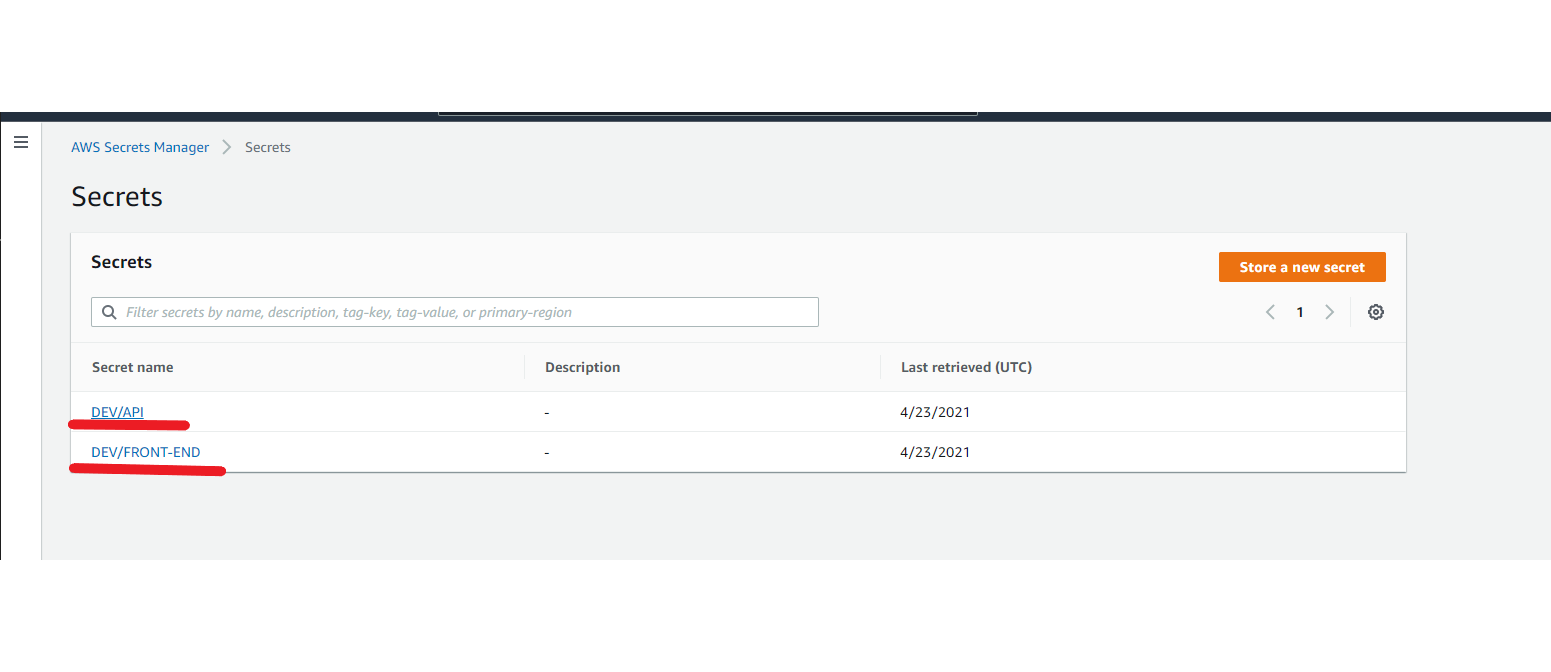 AWS Secrets Manager > Secrets
Secrets
Secrets
Store a new secret
Filter secrets by name, description, tag-key, tag-value, or primary-region
1
Secret name Description Last retrieved (UTC)
DEV/API - 4/23/2021
DEV/FRONT-END - 4/23/2021